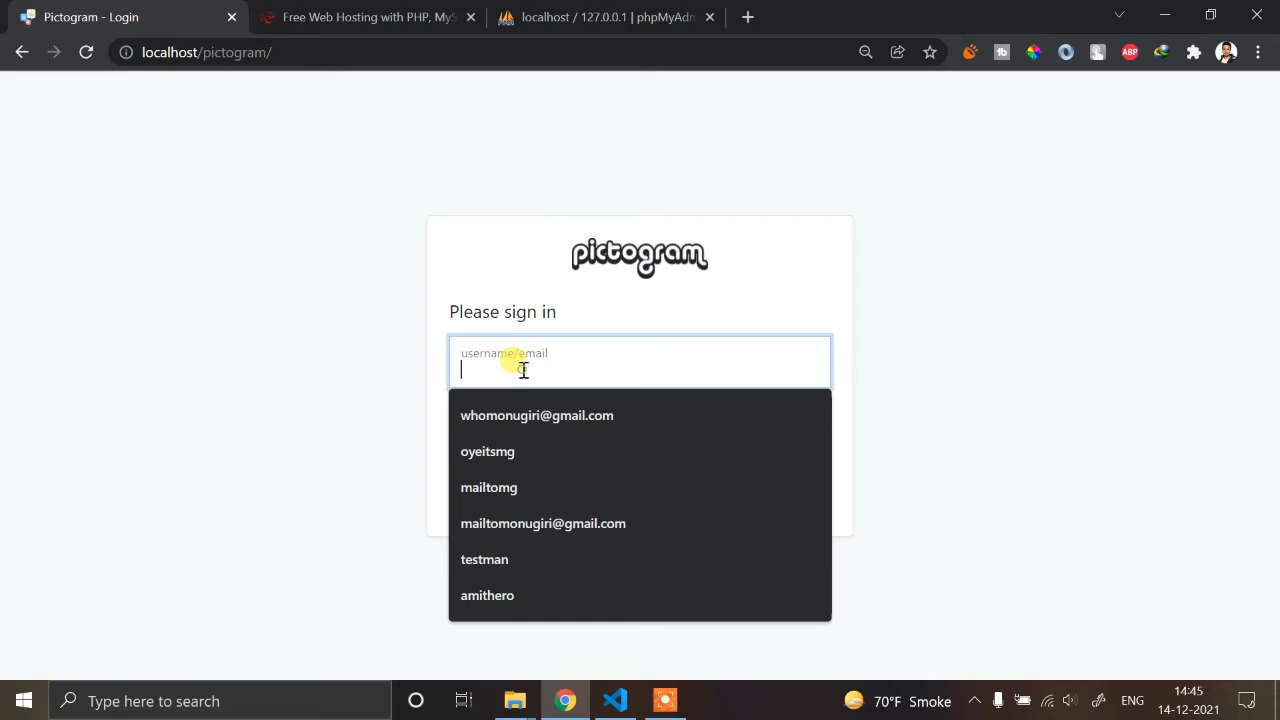 Pictogram - Login
Free Web Hosting with PHP, MyS
localhost / 127.0.0.1 | phpMyAdm
localhost/pictogram/
tb
ABP
pictogram
Please sign in
username/email
whomonugiri@gmail.com
oyeitsmg
mailtomg
mailtomonugiri@gmail.com
testman
amithero
Type here to search
70°F Smoke
ENG
14:45
14-12-2021